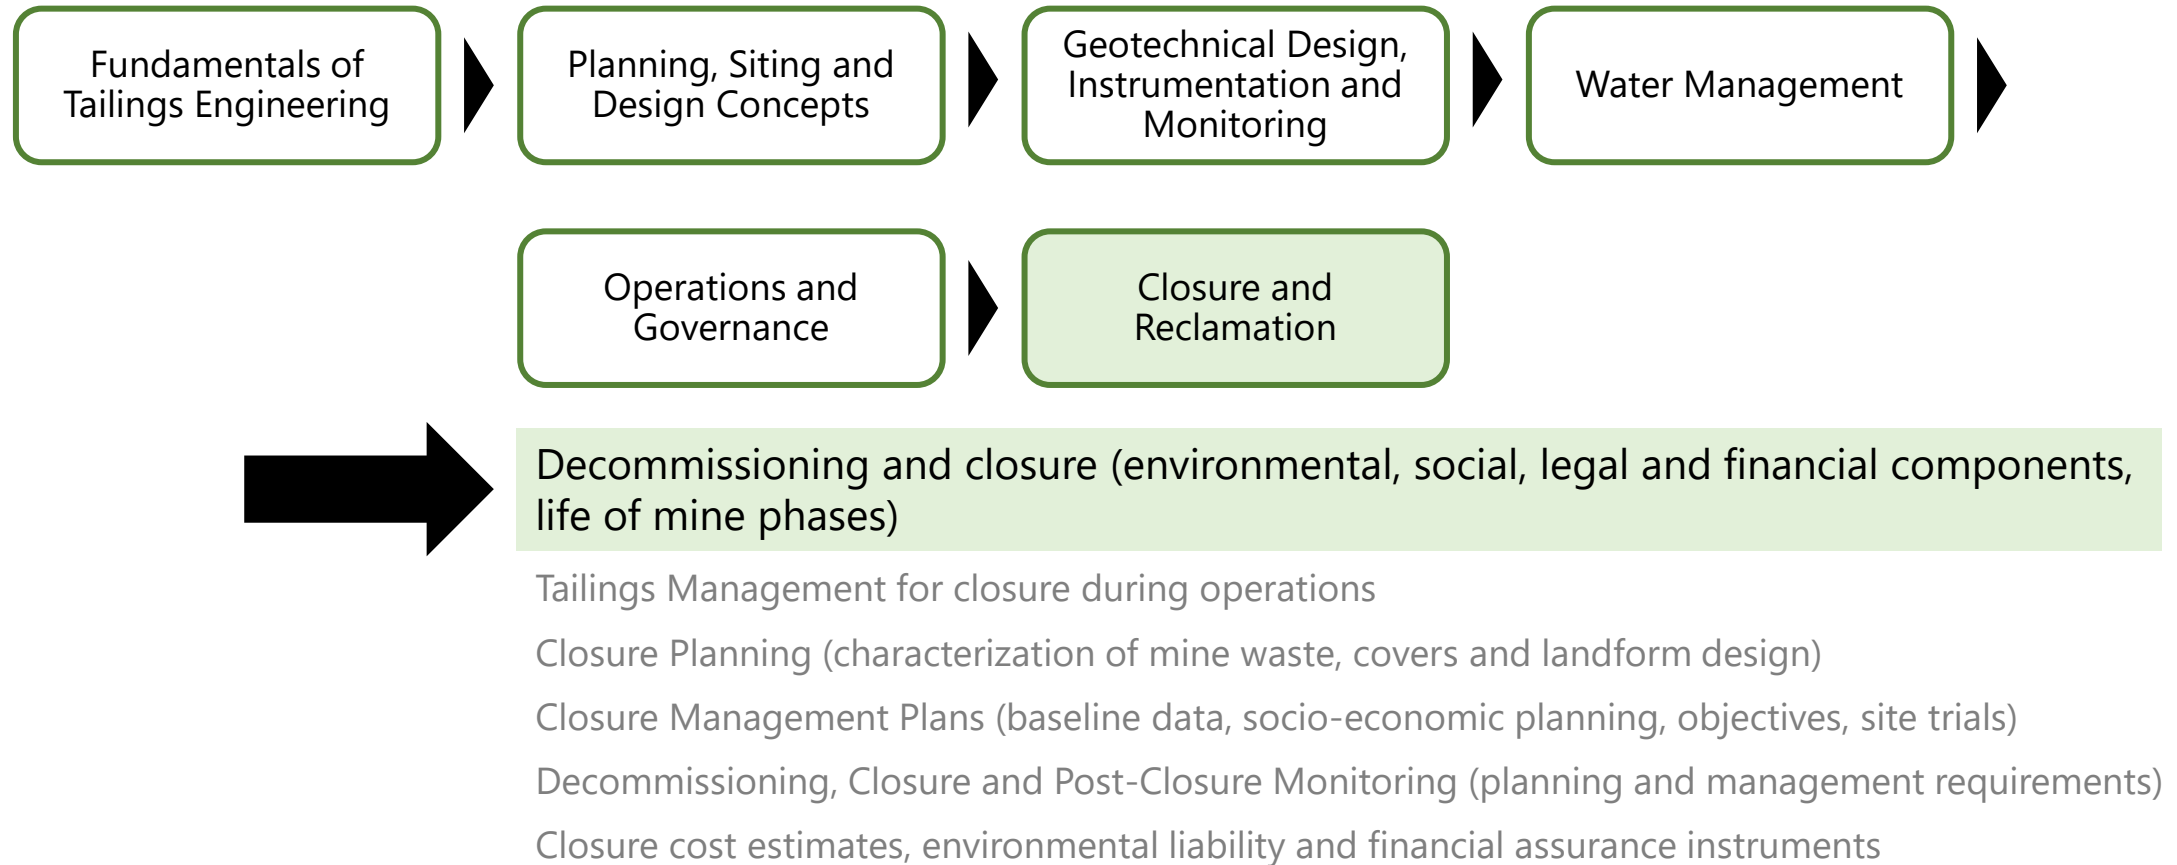 Fundamentals of
Tailings Engineering
Planning, Siting and
Design Concepts
Geotechnical Design,
Instrumentation and
Monitoring
Water Management
Operations and
Governance
Closure and
Reclamation
Decommissioning and closure (environmental, social, legal and financial components,
life of mine phases)
Tailings Management for closure during operations
Closure Planning (characterization of mine waste, covers and landform design)
Closure Management Plans (baseline data, socio-economic planning, objectives, site trials)
Decommissioning, Closure and Post-Closure Monitoring (planning and management requirements)
Closure cost estimates, environmental liability and financial assurance instruments